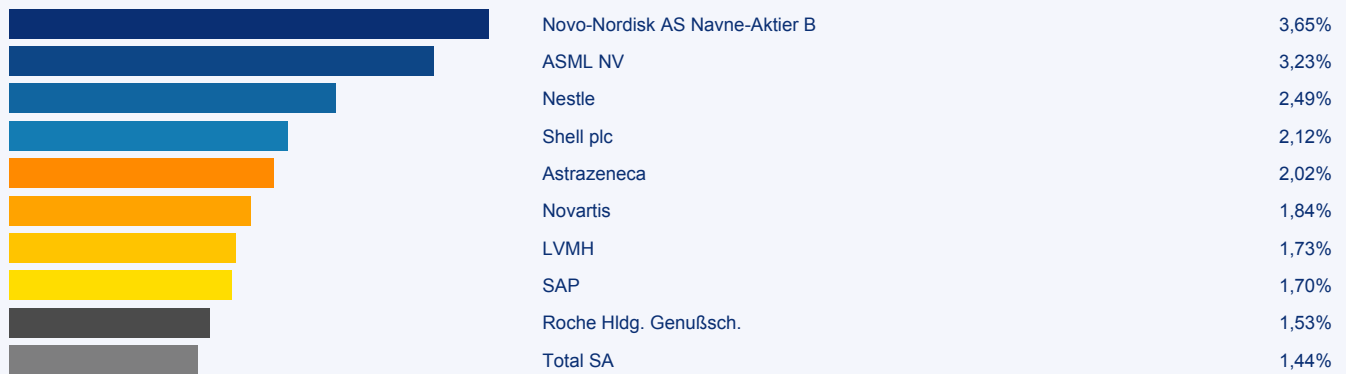 Novo-Nordisk AS Navne-Aktier B 3,65%
ASML NV 3,23%
Nestle 2,49%
Shell plc 2,12%
Astrazeneca 2,02%
Novartis 1,84%
LVMH 1,73%
SAP 1,70%
Roche Hldg. Genußsch. 1,53%
Total SA 1,44%